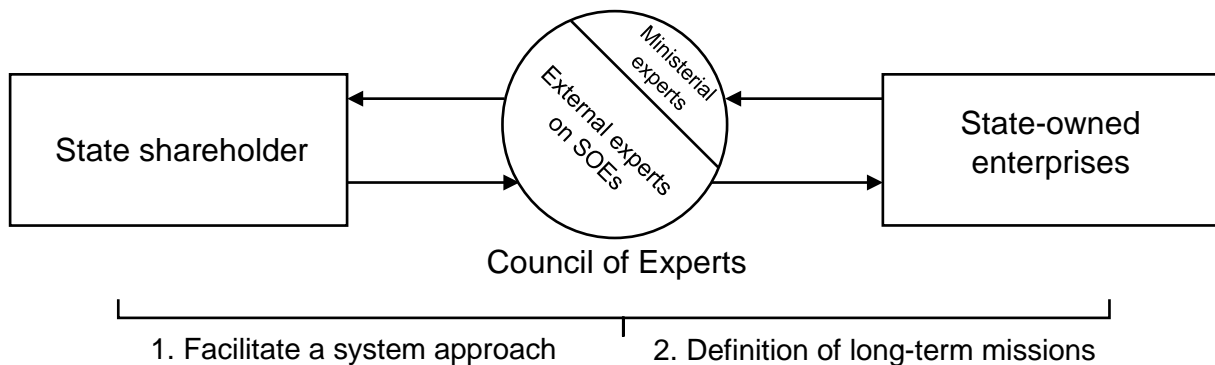 State shareholder
External experts
on SOEs
Ministerial
experts
State-owned
enterprises
Council of Experts
1. Facilitate a system approach
2. Definition of long-term missions